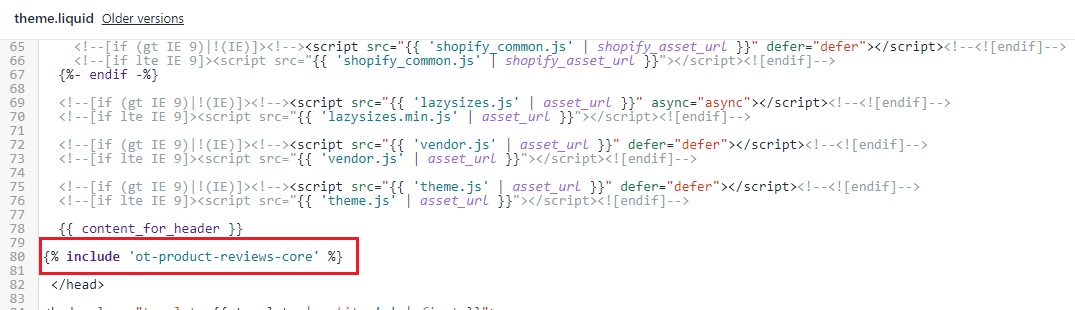 theme.liquid Older versions
65 <!--[if (gt IE 9)|!(IE)]><!--><script src="{{ 'shopify_common.js' | shopify_asset_url }}" defer="defer"></script><!--<![endif]-->
66 <!--[if lte IE 9]><script src="{{ 'shopify_common.js' | shopify_asset_url }}"></script><![endif]-->
67 {%- endif -%}
68
69 <!--[if (gt IE 9)|!(IE)]><!--><script src="{{ 'lazysizes.js' | asset_url }}" async="async"></script><!--<![endif]-->
70 <!--[if lte IE 9]><script src="{{ 'lazysizes.min.js' | asset_url }}"></script><![endif]-->
71
72 <!--[if (gt IE 9)|!(IE)]><!--><script src="{{ 'vendor.js' | asset_url }}" defer="defer"></script><!--<![endif]-->
73 <!--[if lte IE 9]><script src="{{ 'vendor.js' | asset_url }}"></script><![endif]-->
74
75 <!--[if (gt IE 9)|!(IE)]><!--><script src="{{ 'theme.js' | asset_url }}" defer="defer"></script><!--<![endif]-->
76 <!--[if lte IE 9]><script src="{{ 'theme.js' | asset_url }}"></script><![endif]-->
77
78 {{ content_for_header }}
79
80 {% include 'ot-product-reviews-core' %}
81
82 </head>
83